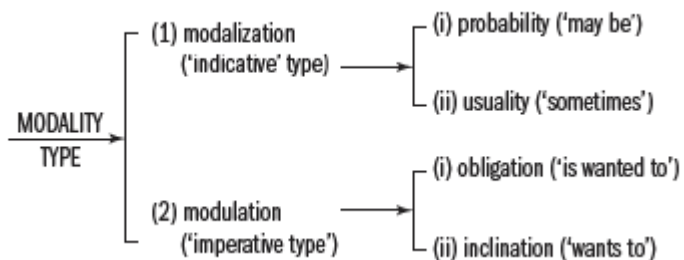 (1) modalization
('indicative' type)
(i) probability ('may be')
(ii) usuality ('sometimes')
MODALITY
TYPE
(2) modulation
('imperative type')
(i) obligation ('is wanted to')
(ii) inclination ('wants to')